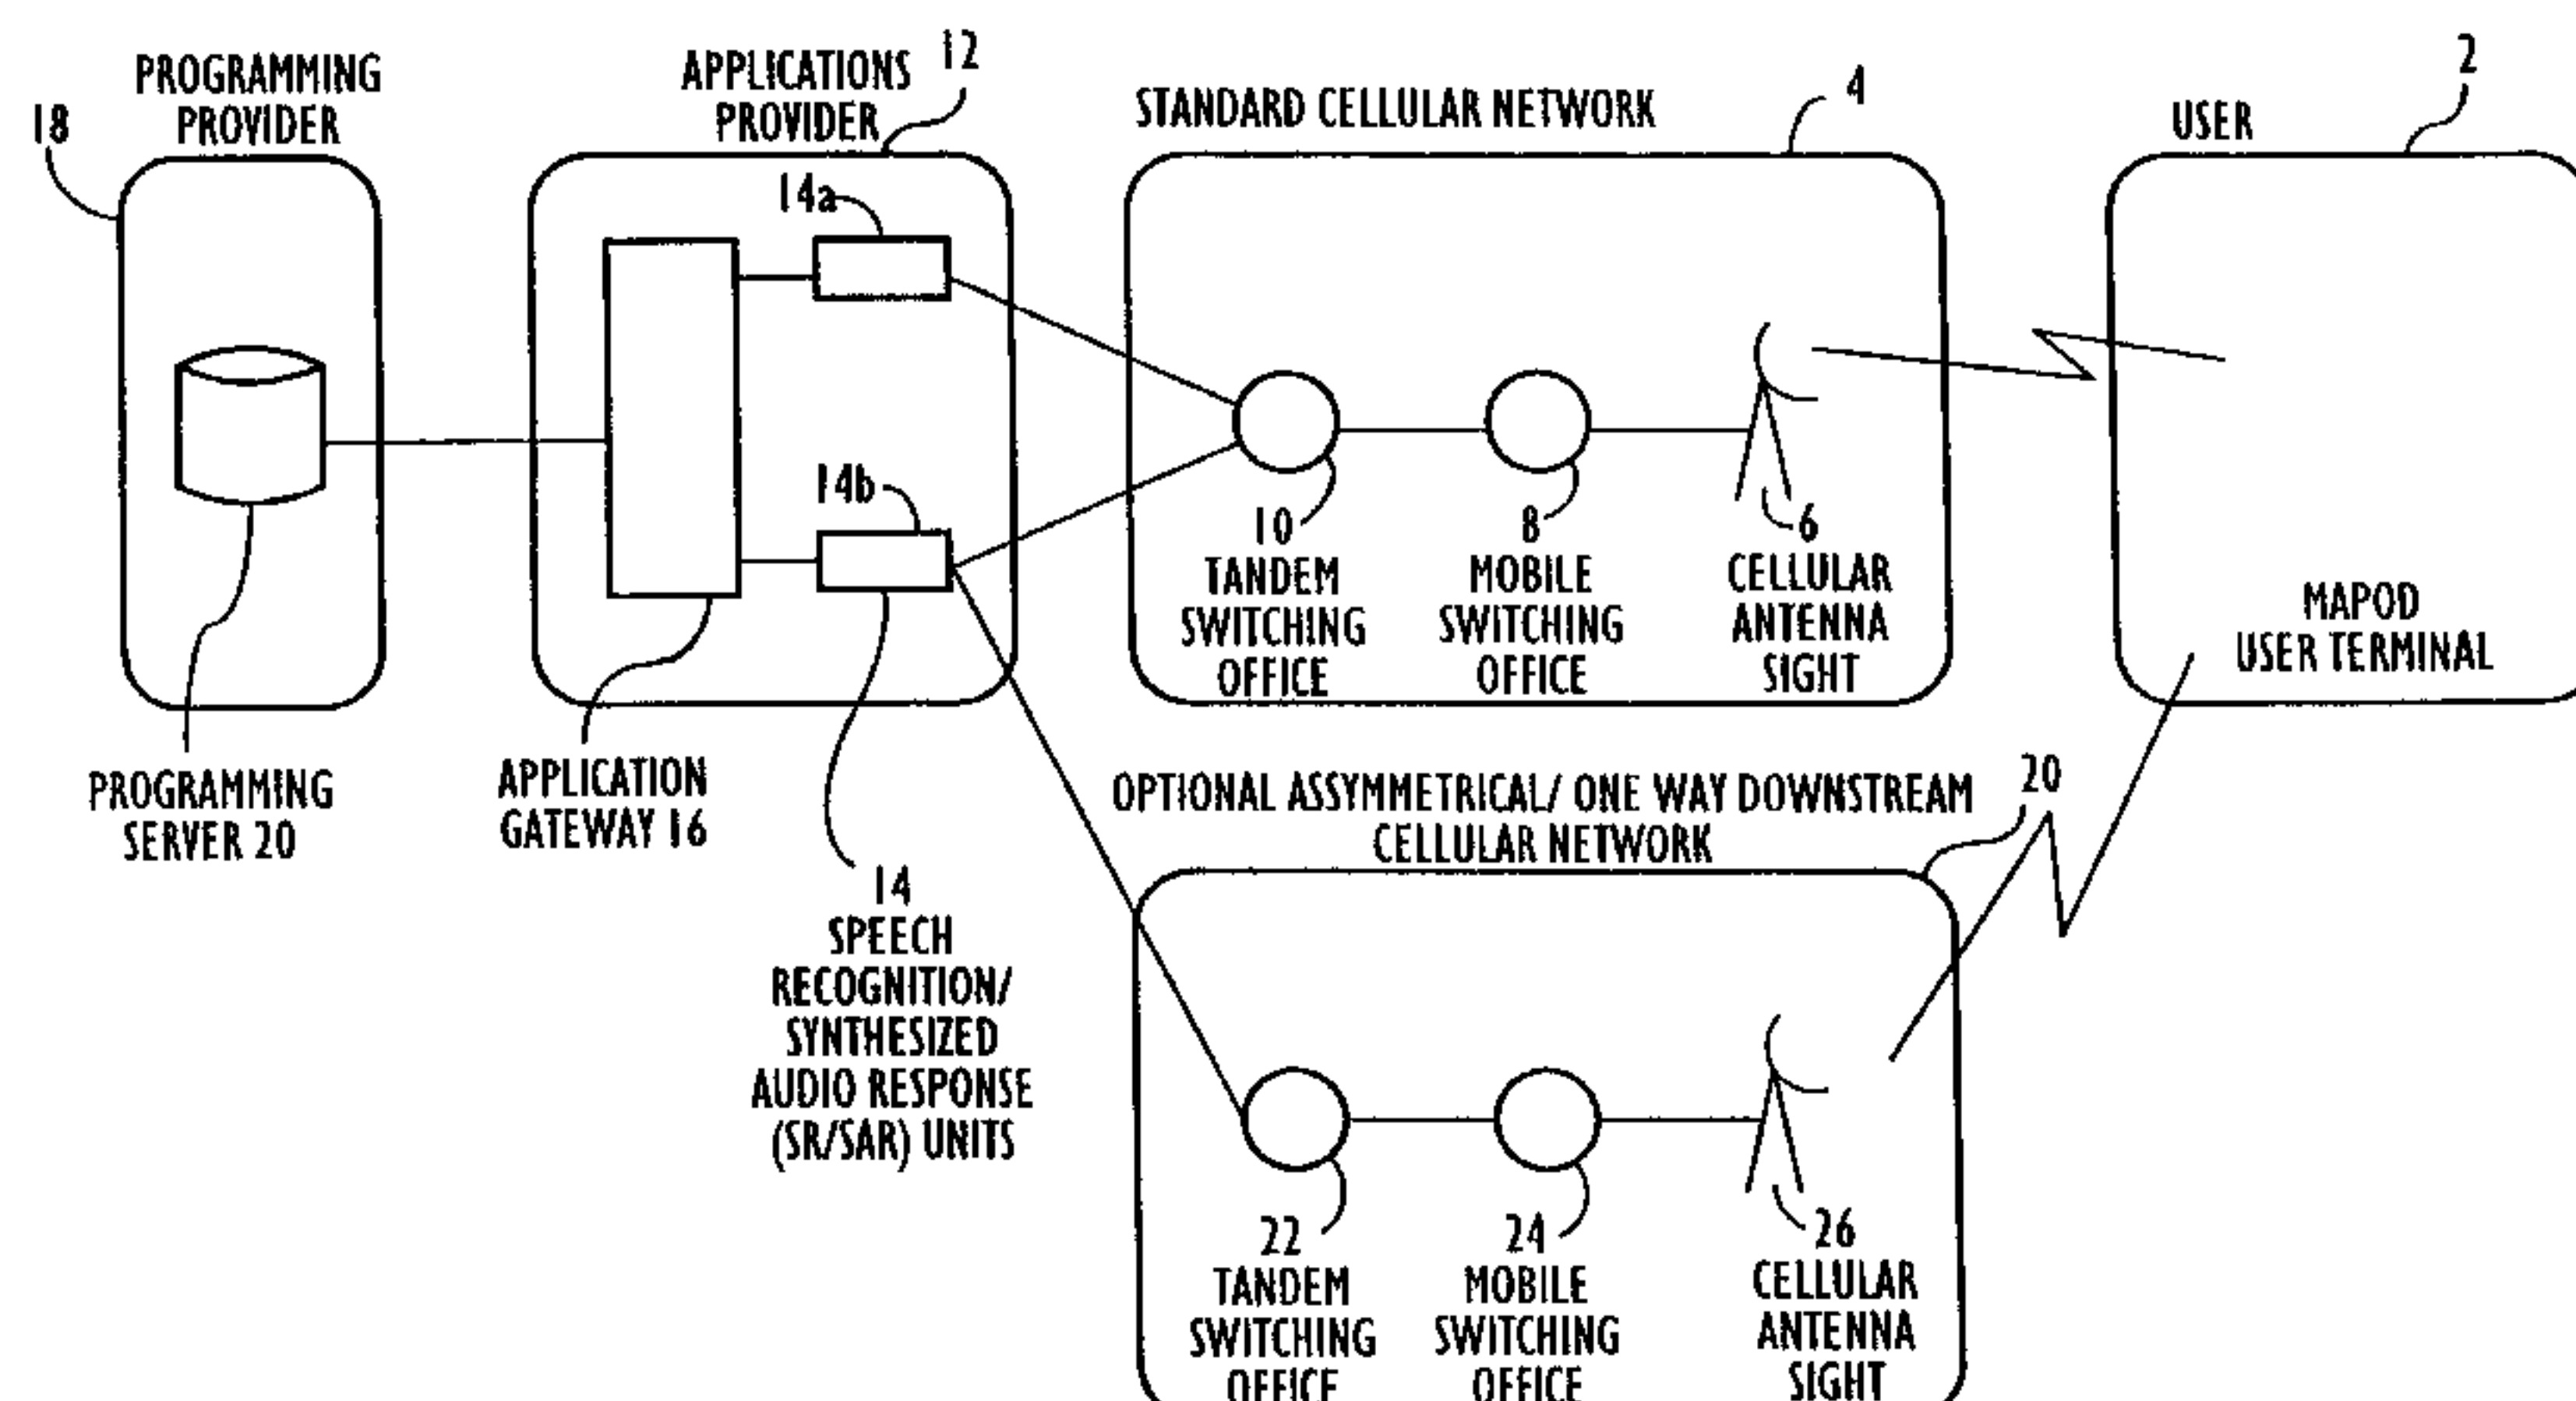 PROGRAMMING
PROVIDER
18
APPLICATIONS
PROVIDER
12
STANDARD CELLULAR NETWORK
4
USER
2
14a
14b
10
TANDEM
SWITCHING
OFFICE
8
MOBILE
SWITCHING
OFFICE
6
CELLULAR
ANTENNA
SIGHT
MAPOD
USER TERMINAL
PROGRAMMING
SERVER 20
APPLICATION
GATEWAY 16
14
SPEECH
RECOGNITION/
SYNTHESIZED
AUDIO RESPONSE
(SR/SAR) UNITS
OPTIONAL ASSYMMETRICAL/ ONE WAY DOWNSTREAM
CELLULAR NETWORK
20
22
TANDEM
SWITCHING
OFFICE
24
MOBILE
SWITCHING
OFFICE
26
CELLULAR
ANTENNA
SIGHT